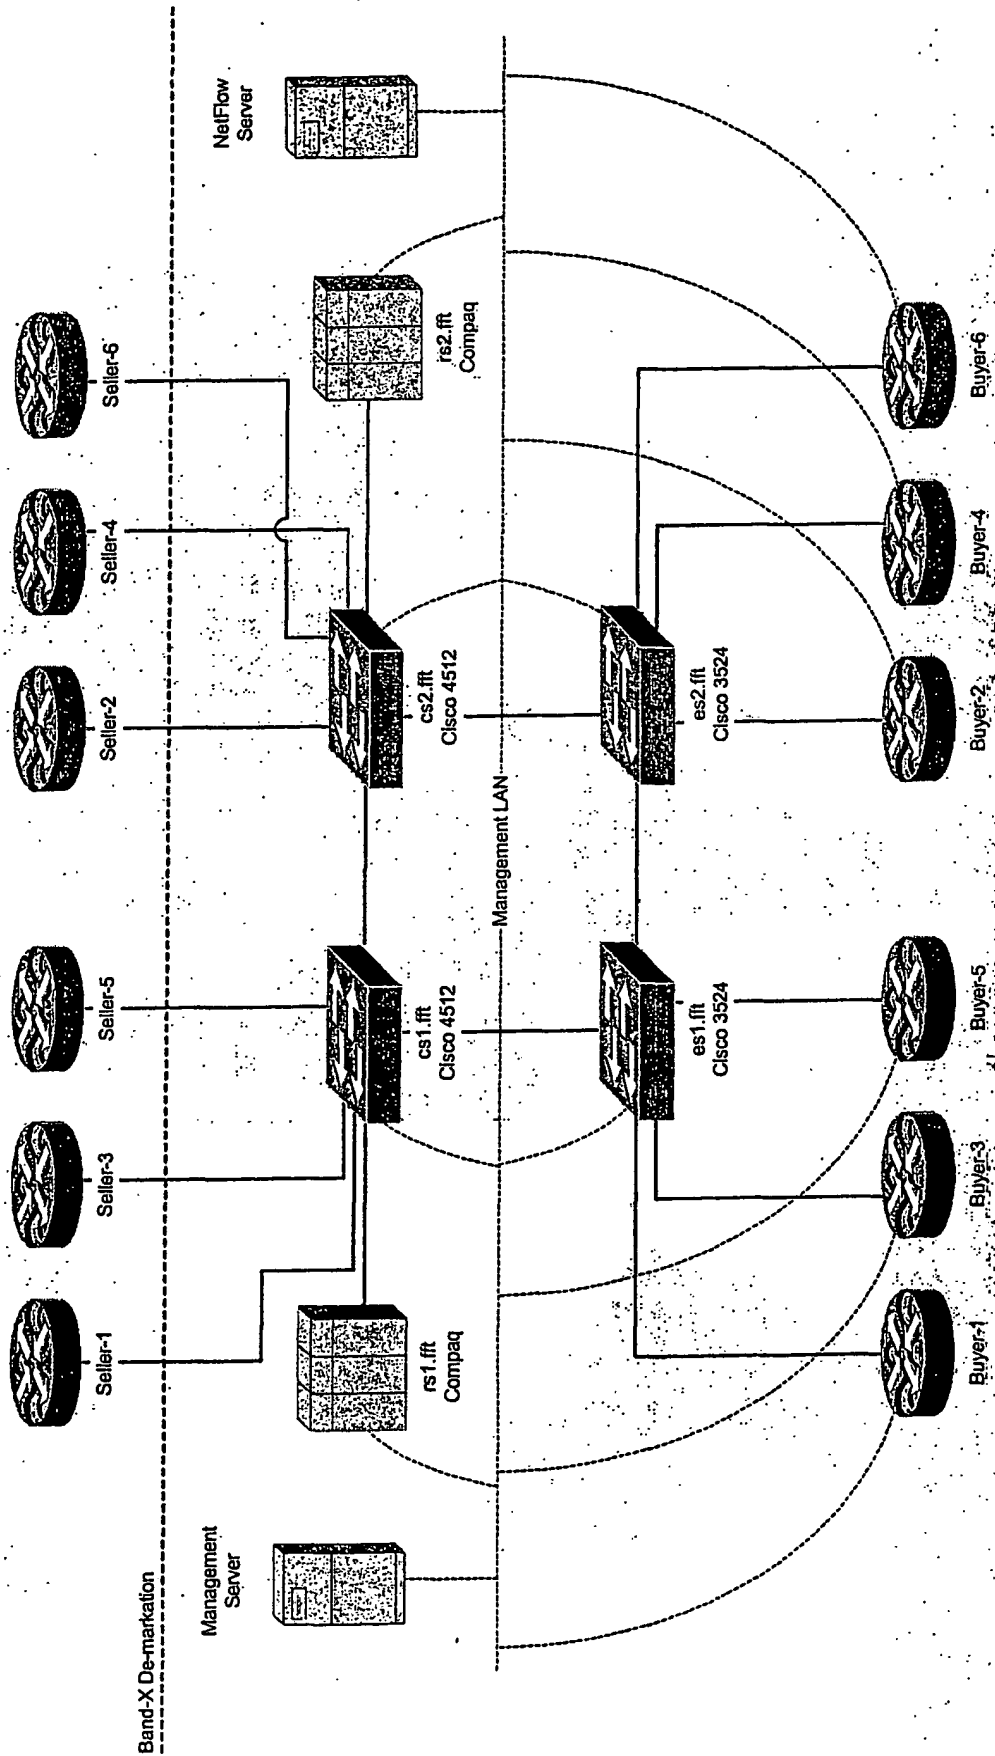 Band-X De-markation
Seller-1
Seller-3
Seller-5
Seller-2
Seller-4
Seller-6
Management
Server
NetFlow
Server
rs1.fft
Compaq
cs1.fft
Cisco 4512
cs2.fft
Cisco 4512
rs2.fft
Compaq
Management LAN
es1.fft
Cisco 3524
es2.fft
Cisco 3524
Buyer-1
Buyer-3
Buyer-5
Buyer-2
Buyer-4
Buyer-6